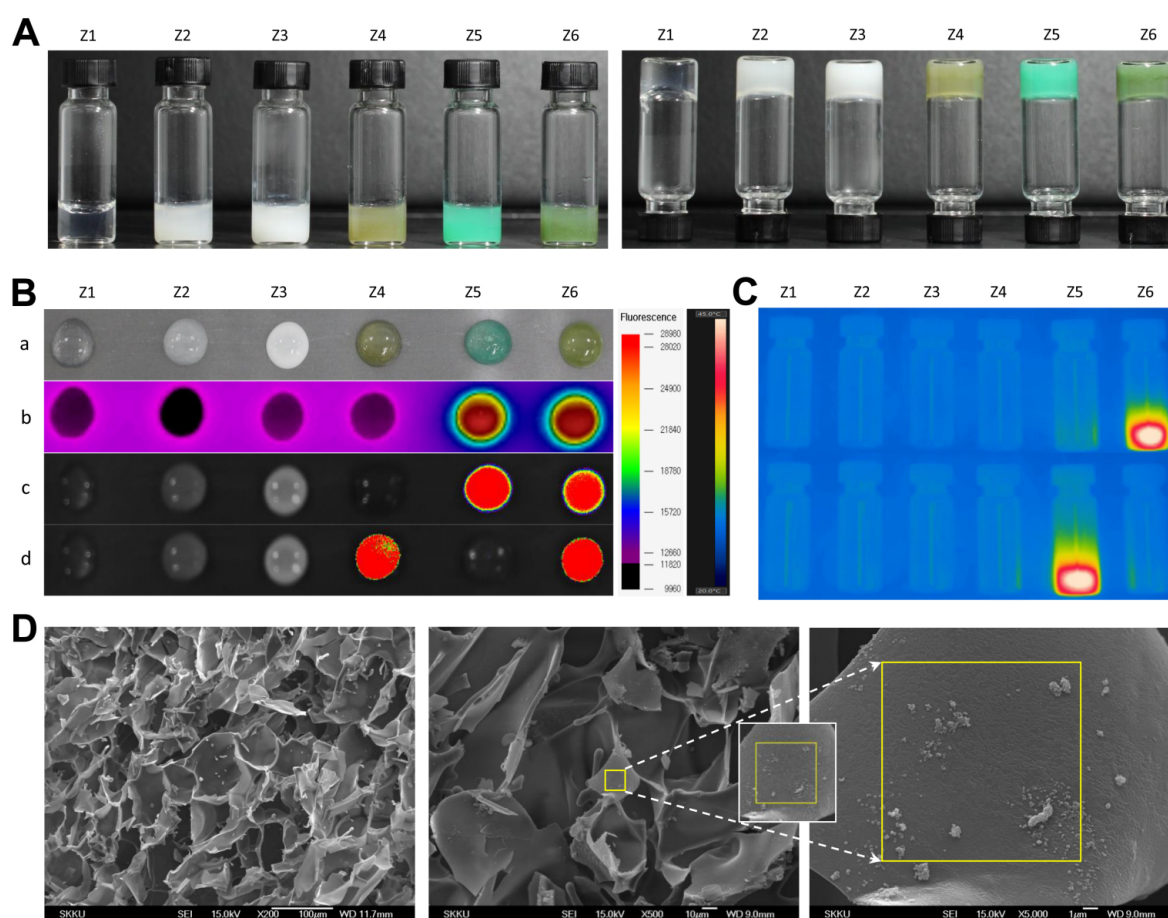 A
Z1 Z2 Z3 Z4 Z5 Z6
Z1 Z2 Z3 Z4 Z5 Z6
B
Z1 Z2 Z3 Z4 Z5 Z6
a
b
c
d
Fluorescence
28980
28020
24900
21840
18780
15720
12660
11820
9960
45.0°C
20.0°C
C
Z1 Z2 Z3 Z4 Z5 Z6
D
SKKU SEI 15.0kV X200 100μm WD 11.7mm
SKKU SEI 15.0kV X500 10μm WD 9.0mm
SKKU SEI 15.0kV X5,000 1μm WD 9.0mm